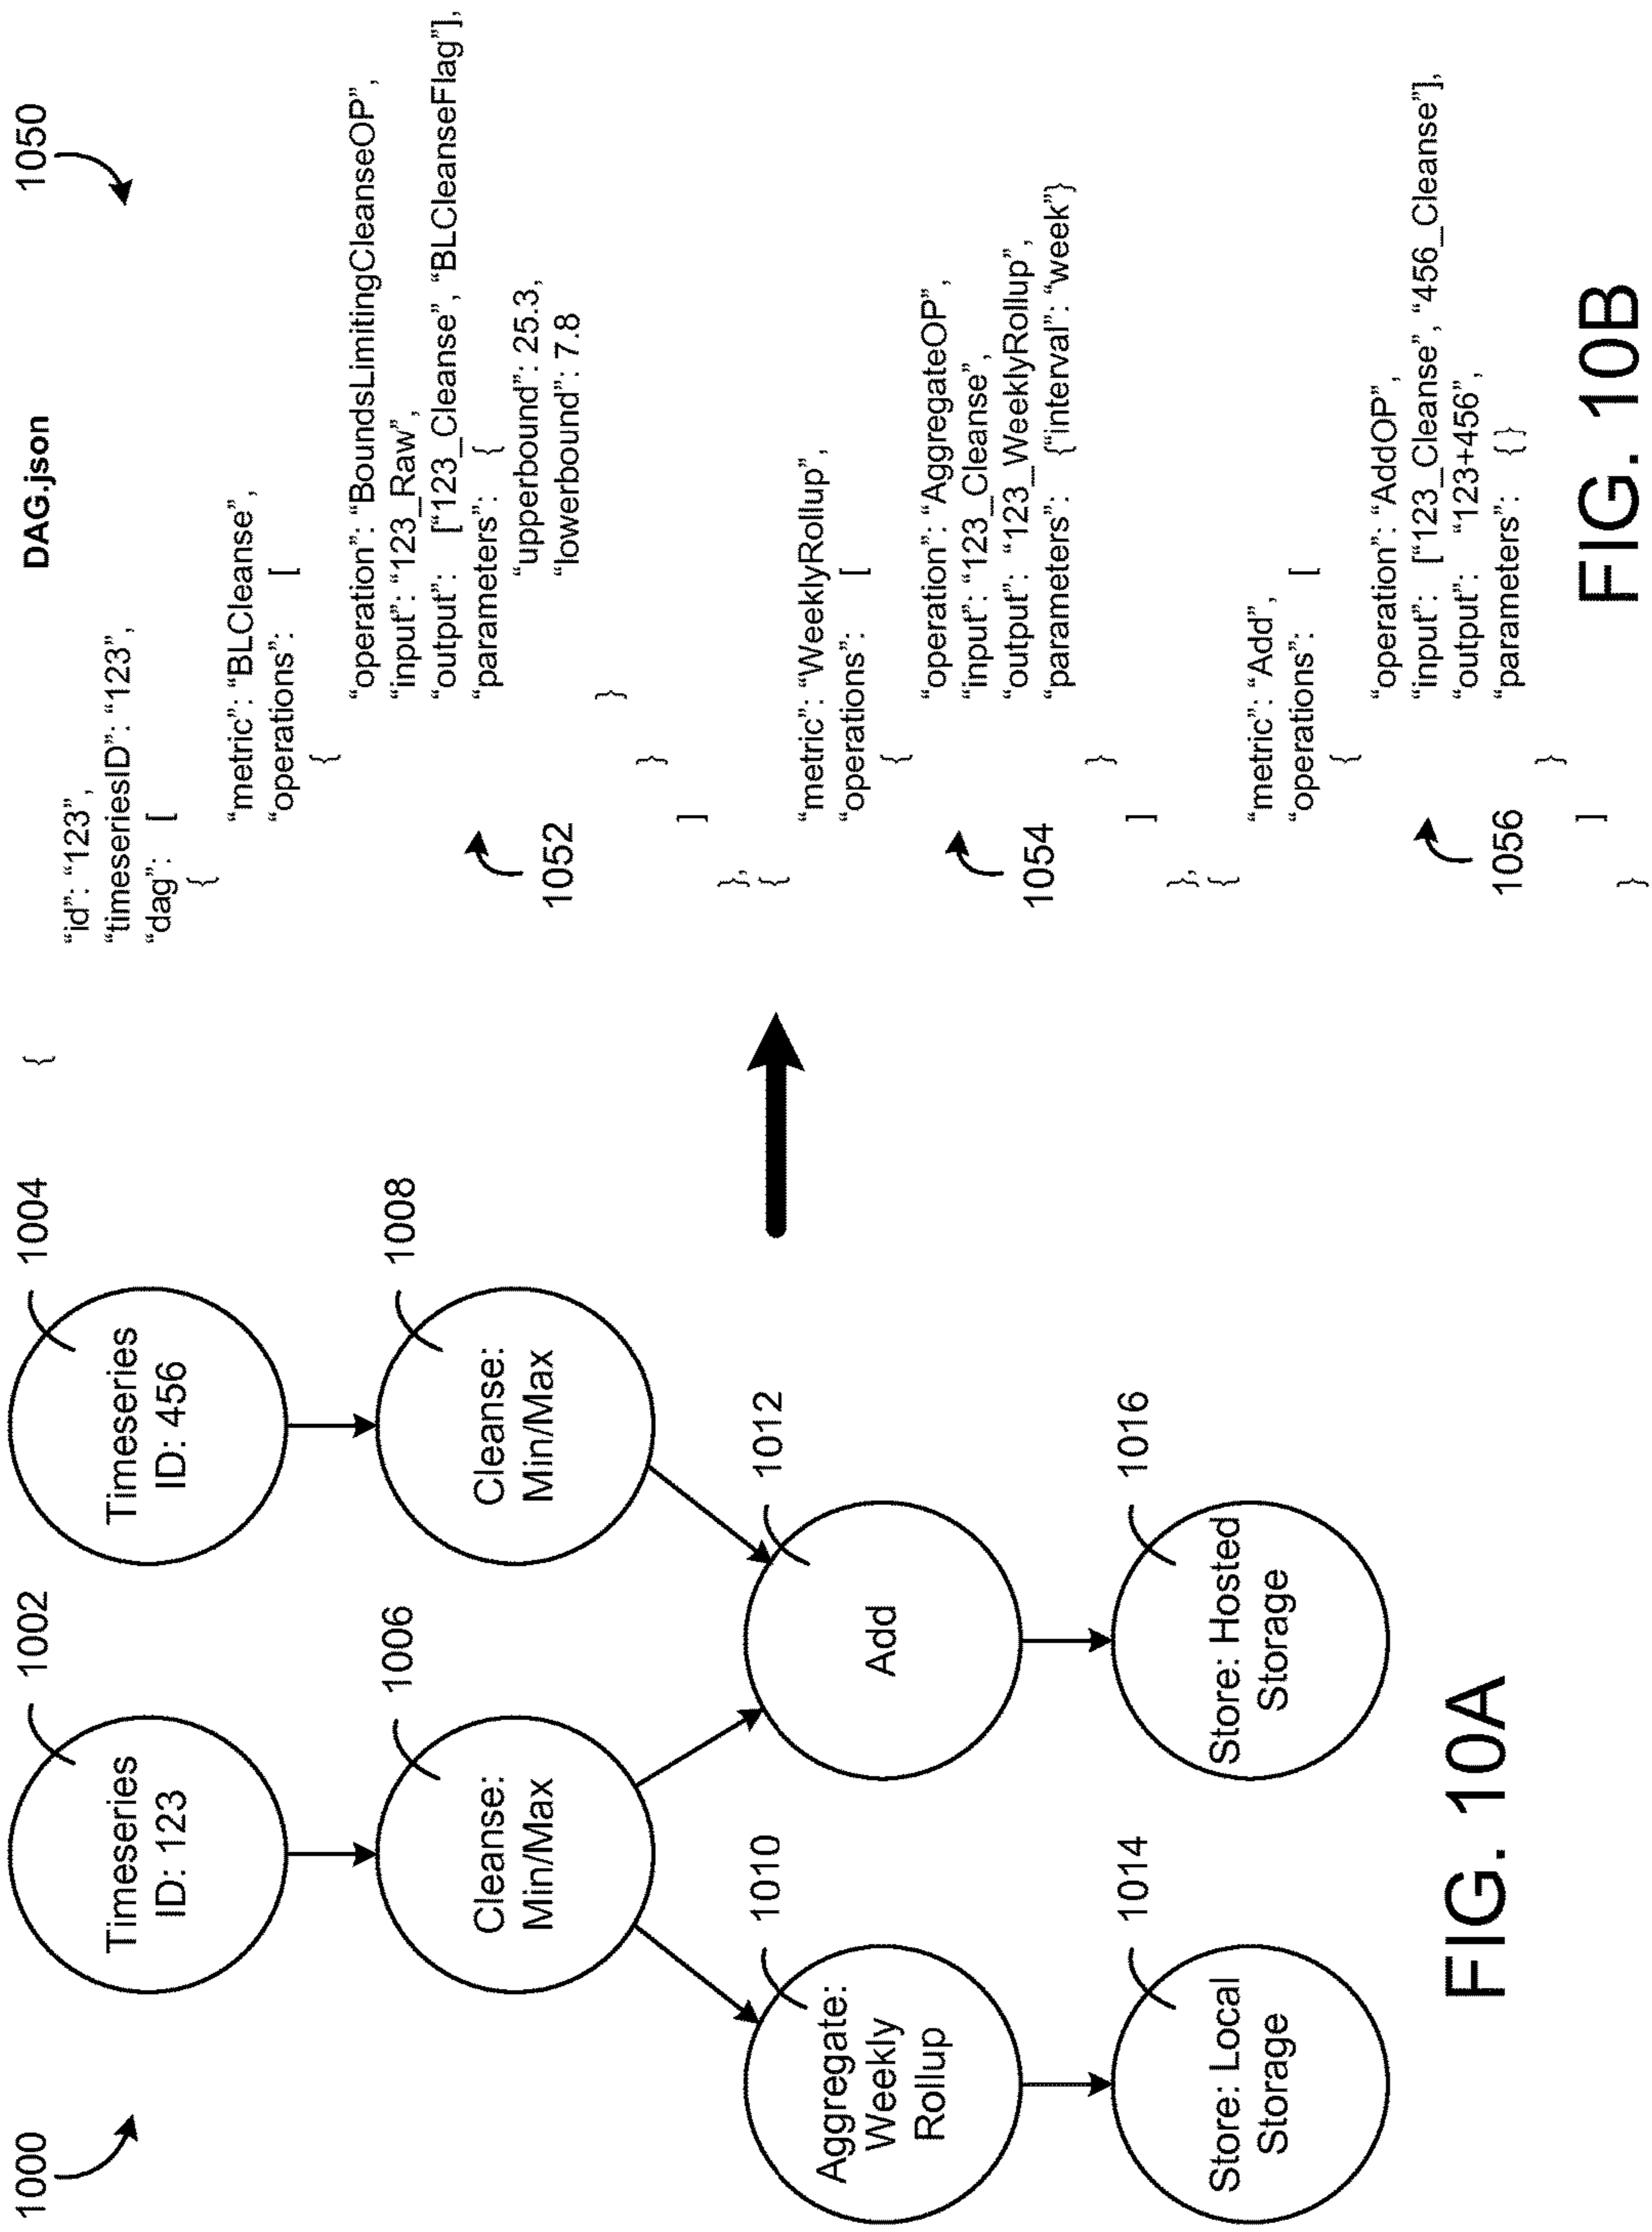 1000
1002
1004
Timeseries
ID: 123
Timeseries
ID: 456
1006
1008
Cleanse:
Min/Max
Cleanse:
Min/Max
1010
1012
Aggregate:
Weekly
Rollup
Add
1014
1016
Store: Local
Storage
Store: Hosted
Storage
FIG. 10A
DAG.json
1050
{
“id”: “123”,
“timeseriesID”: “123”,
“dag”: [
{
“metric”: “BLCleanse”,
“operations”: [
{
“operation”: “BoundsLimitingCleanseOP”,
“input”: “123_Raw”,
“output”: [“123_Cleanse”, “BLCleanseFlag”],
“parameters”: {
“upperbound”: 25.3,
“lowerbound”: 7.8
}
1052
}
]
},
{
“metric”: “WeeklyRollup”,
“operations”: [
{
“operation”: “AggregateOP”,
“input”: “123_Cleanse”,
“output”: “123_WeeklyRollup”,
“parameters”: {“interval”: “week”}
1054
}
]
},
{
“metric”: “Add”,
“operations”: [
{
“operation”: “AddOP”,
“input”: [“123_Cleanse”, “456_Cleanse”],
“output”: “123+456”,
“parameters”: {}
1056
}
]
}
FIG. 10B